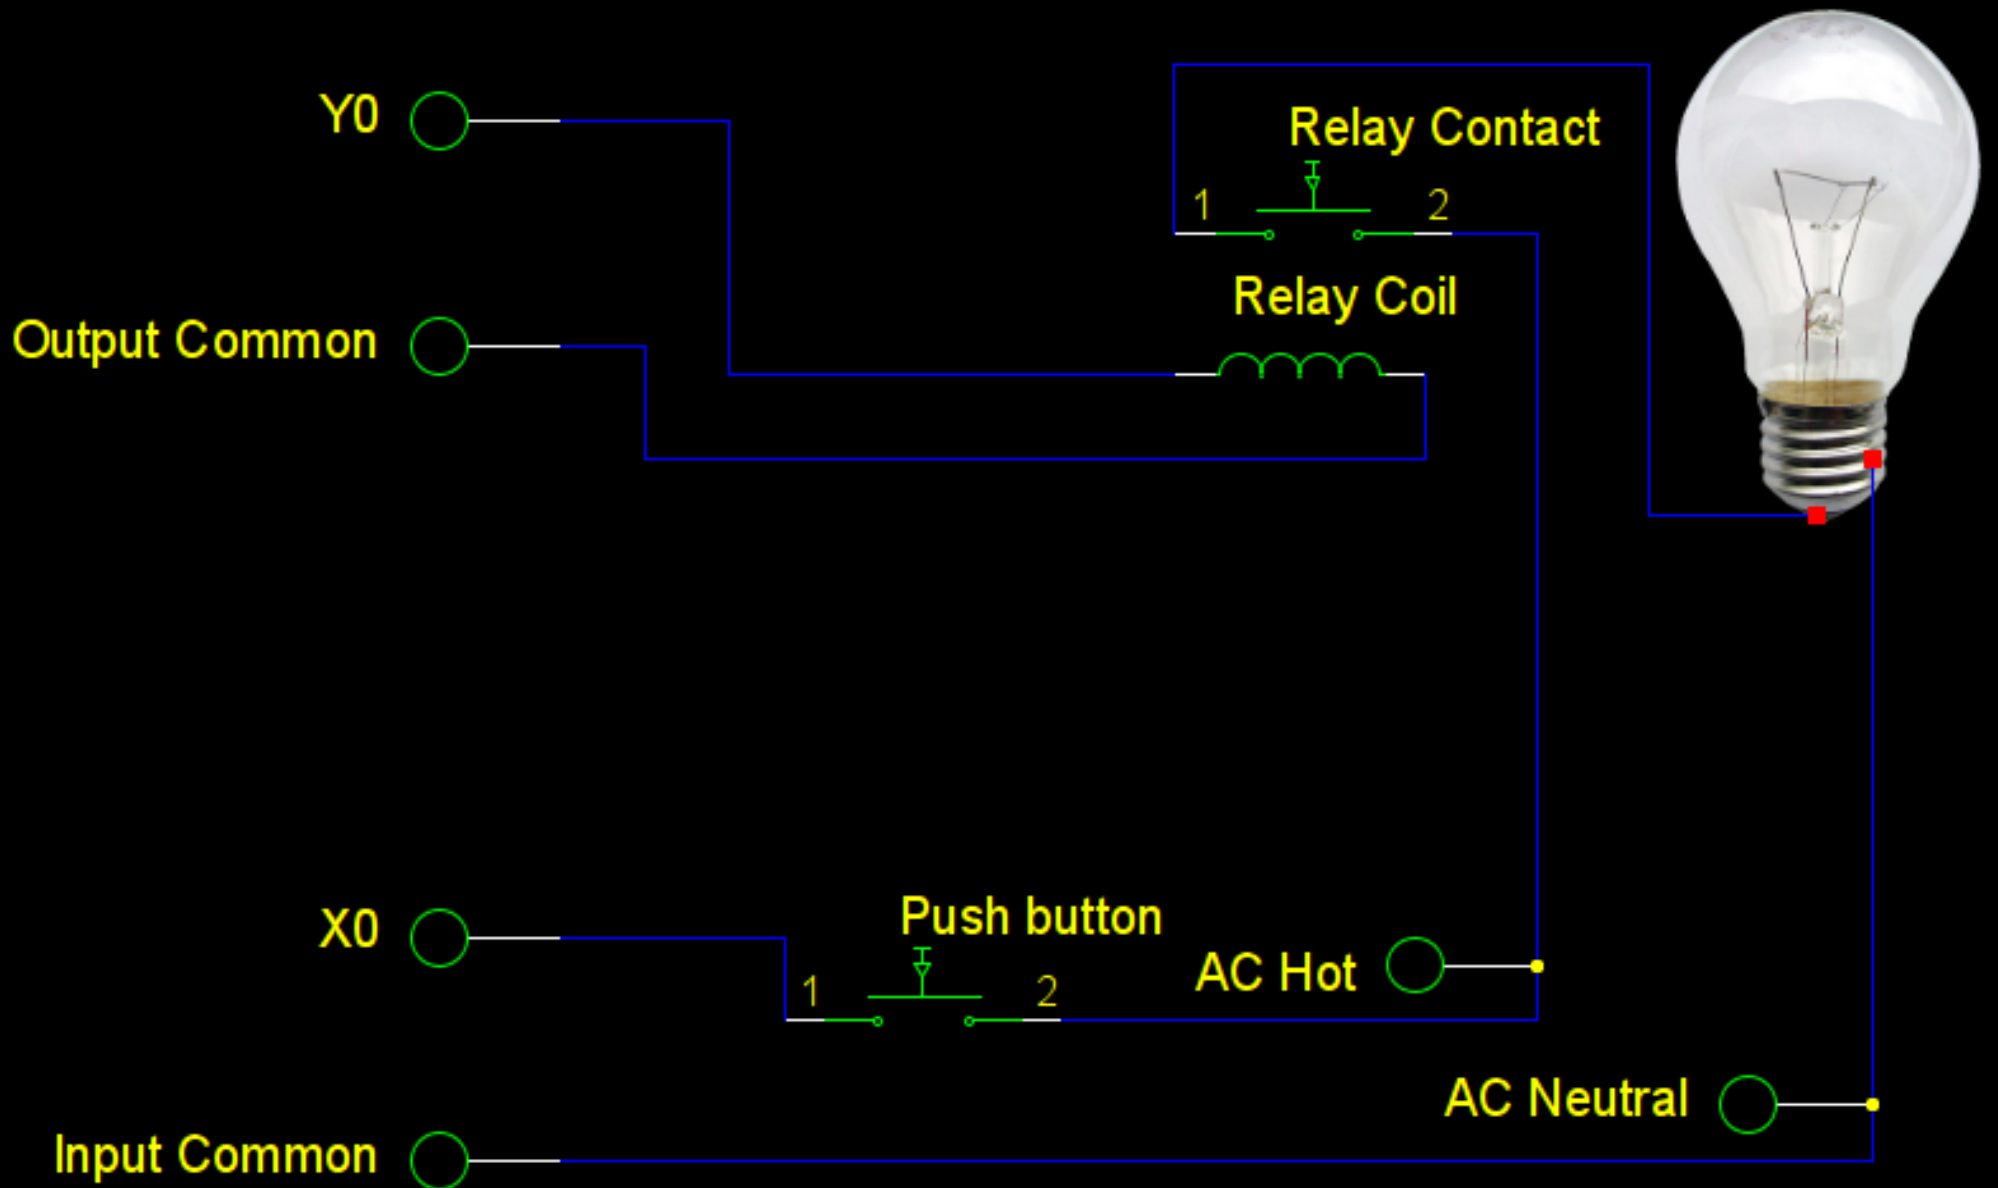 Y0
Relay Contact
1
2
Relay Coil
Output Common
X0
Push button
1
2
AC Hot
AC Neutral
Input Common